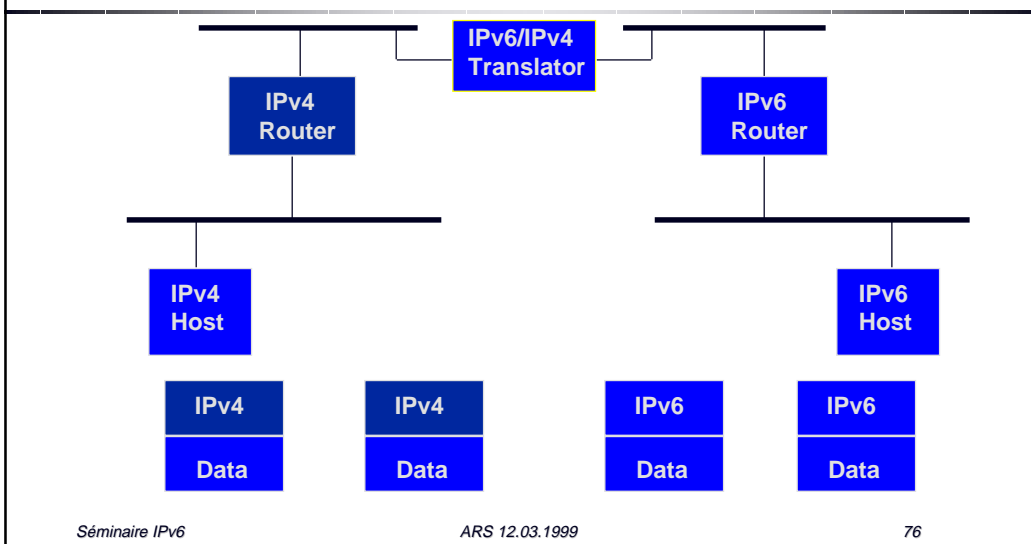 IPv6/IPv4
Translator
IPv4
Router
IPv6
Router
IPv4
Host
IPv6
Host
IPv4
IPv4
IPv6
IPv6
Data
Data
Data
Data
Séminaire IPv6
ARS 12.03.1999
76